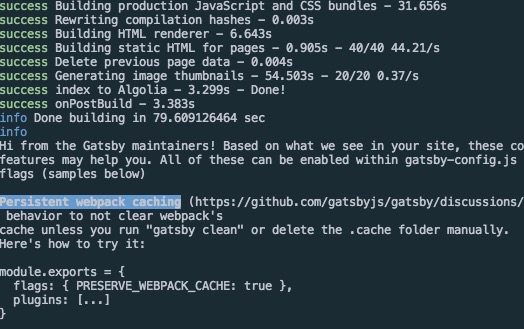 success Building production JavaScript and CSS bundles - 31.656s
success Rewriting compilation hashes - 0.003s
success Building HTML renderer - 6.643s
success Building static HTML for pages - 0.905s - 40/40 44.21/s
success Delete previous page data - 0.004s
success Generating image thumbnails - 54.503s - 20/20 0.37/s
success index to Algolia - 3.299s - Done!
success onPostBuild - 3.383s
info Done building in 79.609126464 sec
info
Hi from the Gatsby maintainers! Based on what we see in your site, these co
features may help you. All of these can be enabled within gatsby-config.js
flags (samples below)
Persistent webpack caching (https://github.com/gatsbyjs/gatsby/discussions/
behavior to not clear webpack's
cache unless you run "gatsby clean" or delete the .cache folder manually.
Here's how to try it:
module.exports = {
flags: { PRESERVE_WEBPACK_CACHE: true },
plugins: [...]
}